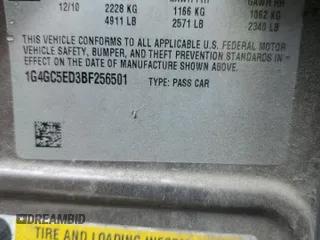 12/10 2228 KG 1166 KG 1062 KG
4911 LB 2571 LB 2340 LB
THIS VEHICLE CONFORMS TO ALL APPLICABLE U.S. FEDERAL MOTOR
VEHICLE SAFETY, BUMPER, AND THEFT PREVENTION STANDARDS IN
EFFECT ON THE DATE OF MANUFACTURE SHOWN ABOVE.
1G4GC5ED3BF256501 TYPE: PASS CAR
DREAMBID
TIRE AND LOADING INFORMATION